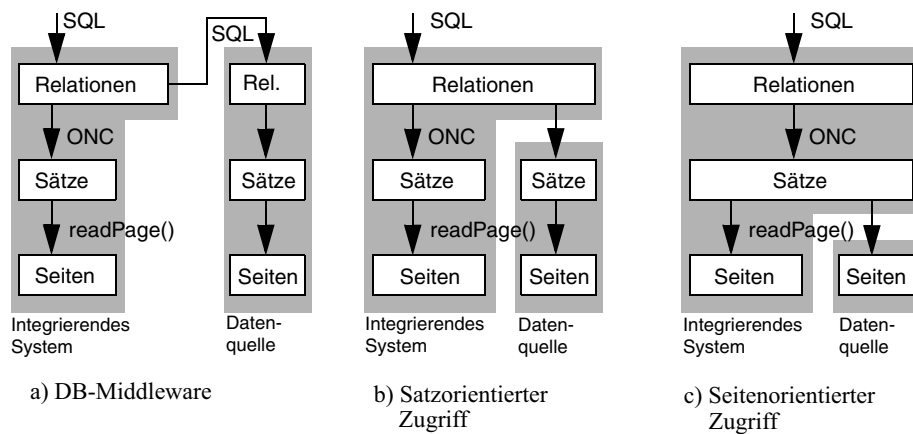 SQL
SQL
Relationen
Rel.
ONC
Sätze
Sätze
readPage()
Seiten
Seiten
Integrierendes
System
Daten-
quelle
a) DB-Middleware
SQL
Relationen
ONC
Sätze
Sätze
readPage()
Seiten
Seiten
Integrierendes
System
Daten-
quelle
b) Satzorientierter
Zugriff
SQL
Relationen
ONC
Sätze
readPage()
Seiten
Seiten
Integrierendes
System
Daten-
quelle
c) Seitenorientierter
Zugriff